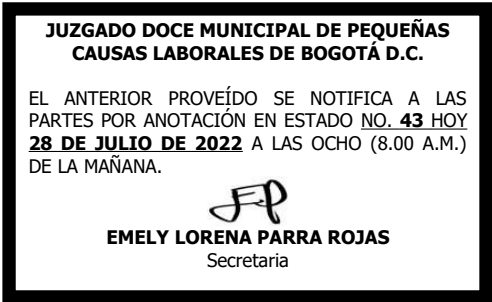 JUZGADO DOCE MUNICIPAL DE PEQUEÑAS
CAUSAS LABORALES DE BOGOTÁ D.C.
EL ANTERIOR PROVEÍDO SE NOTIFICA A LAS
PARTES POR ANOTACIÓN EN ESTADO NO. 43 HOY
28 DE JULIO DE 2022 A LAS OCHO (8.00 A.M.)
DE LA MAÑANA.
EMELY LORENA PARRA ROJAS
Secretaria